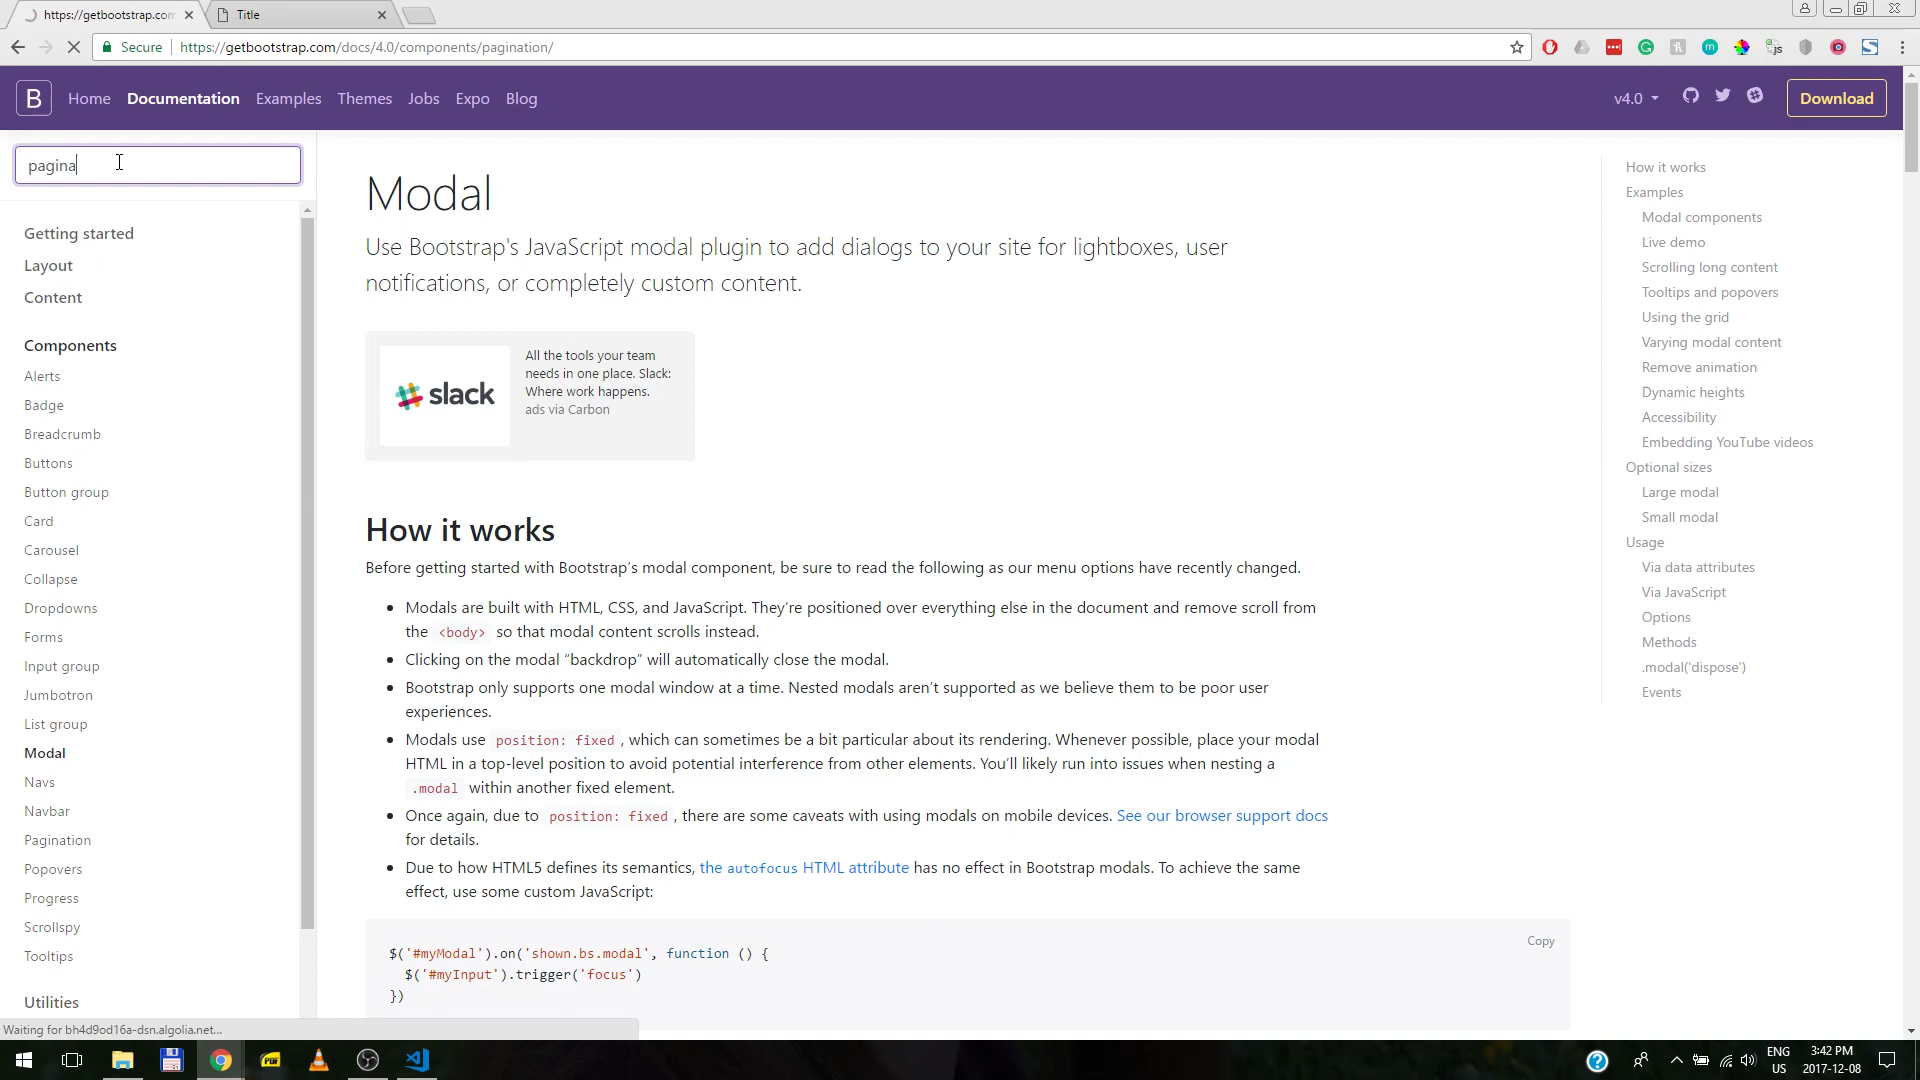 https://getbootstrap.com
Title
Secure
https://getbootstrap.com/docs/4.0/components/pagination/
B
Home
Documentation
Examples
Themes
Jobs
Expo
Blog
v4.0
Download
pagina
Getting started
Layout
Content
Components
Alerts
Badge
Breadcrumb
Buttons
Button group
Card
Carousel
Collapse
Dropdowns
Forms
Input group
Jumbotron
List group
Modal
Navs
Navbar
Pagination
Popovers
Progress
Scrollspy
Tooltips
Utilities
Modal
Use Bootstrap's JavaScript modal plugin to add dialogs to your site for lightboxes, user
notifications, or completely custom content.
slack
All the tools your team
needs in one place. Slack:
Where work happens.
ads via Carbon
How it works
Before getting started with Bootstrap’s modal component, be sure to read the following as our menu options have recently changed.
Modals are built with HTML, CSS, and JavaScript. They’re positioned over everything else in the document and remove scroll from
the <body> so that modal content scrolls instead.
Clicking on the modal “backdrop” will automatically close the modal.
Bootstrap only supports one modal window at a time. Nested modals aren’t supported as we believe them to be poor user
experiences.
Modals use position: fixed, which can sometimes be a bit particular about its rendering. Whenever possible, place your modal
HTML in a top-level position to avoid potential interference from other elements. You’ll likely run into issues when nesting a
.modal within another fixed element.
Once again, due to position: fixed, there are some caveats with using modals on mobile devices. See our browser support docs
for details.
Due to how HTML5 defines its semantics, the autofocus HTML attribute has no effect in Bootstrap modals. To achieve the same
effect, use some custom JavaScript:
Copy
$('#myModal').on('shown.bs.modal', function () {
$('#myInput').trigger('focus')
})
How it works
Examples
Modal components
Live demo
Scrolling long content
Tooltips and popovers
Using the grid
Varying modal content
Remove animation
Dynamic heights
Accessibility
Embedding YouTube videos
Optional sizes
Large modal
Small modal
Usage
Via data attributes
Via JavaScript
Options
Methods
.modal('dispose')
Events
Waiting for bh4d9od16a-dsn.algolia.net...
PDF
ENG
US
3:42 PM
2017-12-08